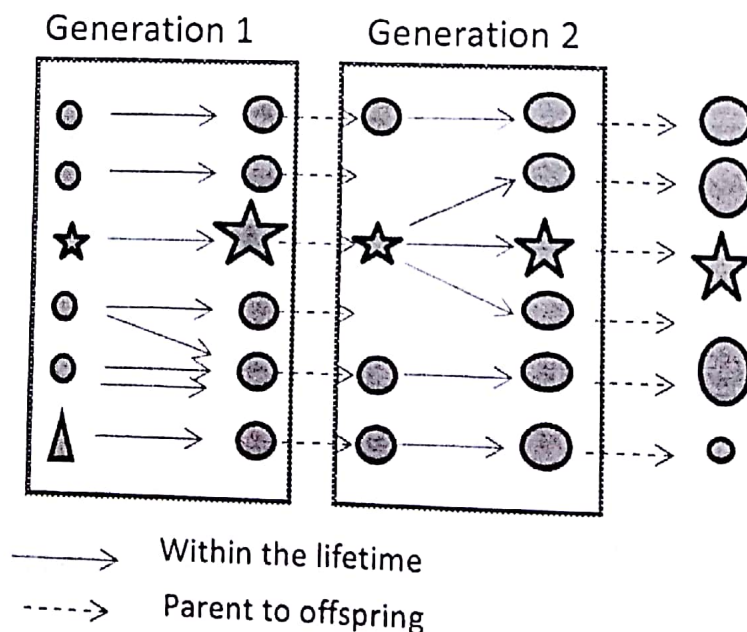 Generation 1
Generation 2
Within the lifetime
Parent to offspring